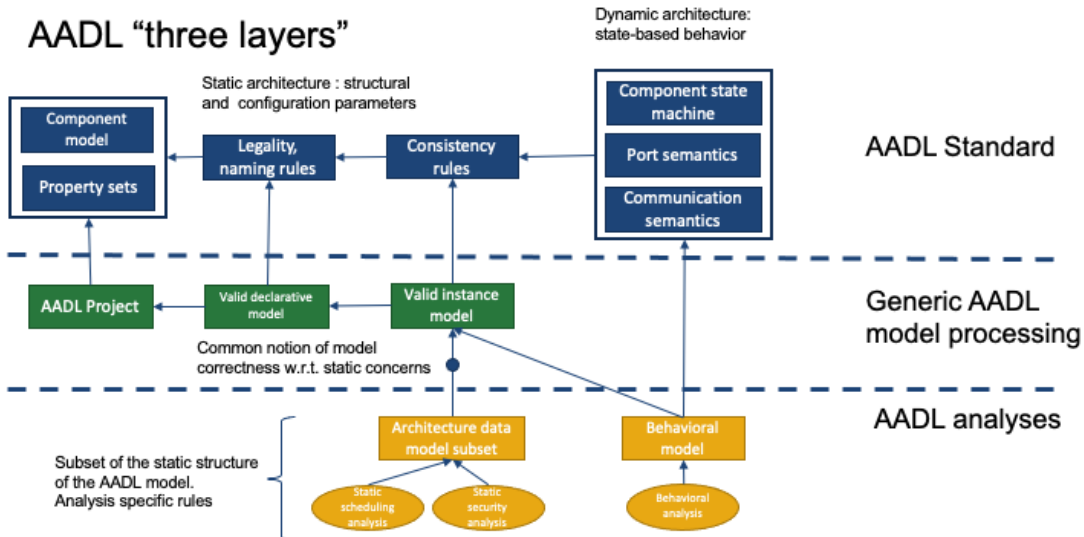 AADL “three layers”
Dynamic architecture:
state-based behavior
Static architecture : structural
and configuration parameters
Component
model
Property sets
Legality,
naming rules
Consistency
rules
Component state
machine
Port semantics
Communication
semantics
AADL Standard
AADL Project
Valid declarative
model
Valid instance
model
Generic AADL
model processing
Common notion of model
correctness w.r.t. static concerns
AADL analyses
Architecture data
model subset
Behavioral
model
Subset of the static structure
of the AADL model.
Analysis specific rules
Static
scheduling
analysis
Static
security
analysis
Behavioral
analysis